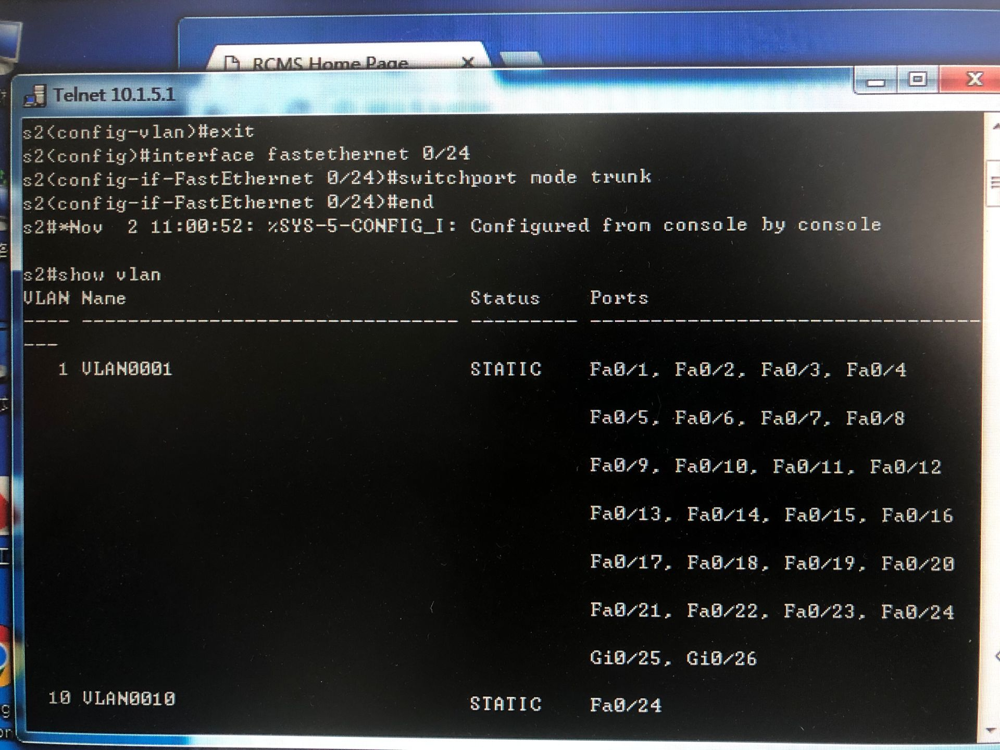 RCMS Home Page
Telnet 10.1.5.1
s2(config-vlan)#exit
s2(config)#interface fastethernet 0/24
s2(config-if-FastEthernet 0/24)#switchport mode trunk
s2(config-if-FastEthernet 0/24)#end
s2#*Nov  2 11:00:52: %SYS-5-CONFIG_I: Configured from console by console
s2#show vlan
VLAN Name Status Ports
---- -------------------------------- --------- ---------------------------------
---
1 VLAN0001 STATIC Fa0/1, Fa0/2, Fa0/3, Fa0/4
Fa0/5, Fa0/6, Fa0/7, Fa0/8
Fa0/9, Fa0/10, Fa0/11, Fa0/12
Fa0/13, Fa0/14, Fa0/15, Fa0/16
Fa0/17, Fa0/18, Fa0/19, Fa0/20
Fa0/21, Fa0/22, Fa0/23, Fa0/24
Gi0/25, Gi0/26
10 VLAN0010 STATIC Fa0/24